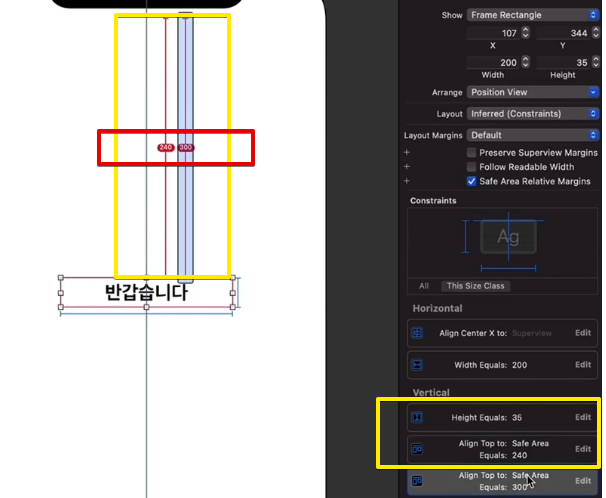 Show Frame Rectangle
107 344
X Y
200 35
Width Height
Arrange Position View
Layout Inferred (Constraints)
Layout Margins Default
Preserve Superview Margins
Follow Readable Width
Safe Area Relative Margins
Constraints
Ag
All This Size Class
Horizontal
Align Center X to: Superview Edit
Width Equals: 200 Edit
Vertical
Height Equals: 35 Edit
Align Top to: Safe Area
Equals: 240 Edit
Align Top to: Safe Area
Equals: 300 Edit
240 300
반갑습니다